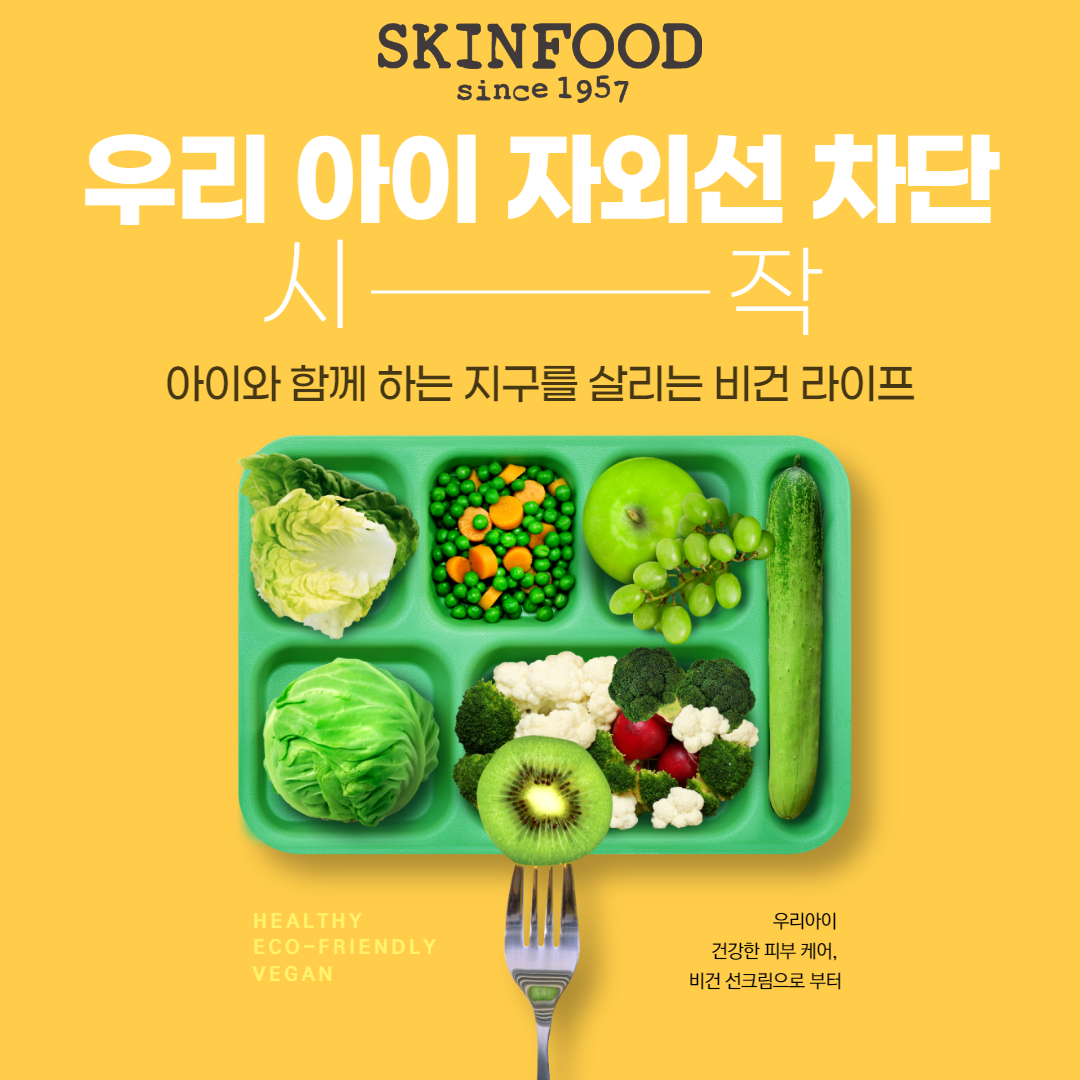 SKINFOOD
since 1957
우리 아이 자외선 차단
시 작
아이와 함께 하는 지구를 살리는 비건 라이프
HEALTHY
ECO-FRIENDLY
VEGAN
우리아이
건강한 피부 케어,
비건 선크림으로 부터